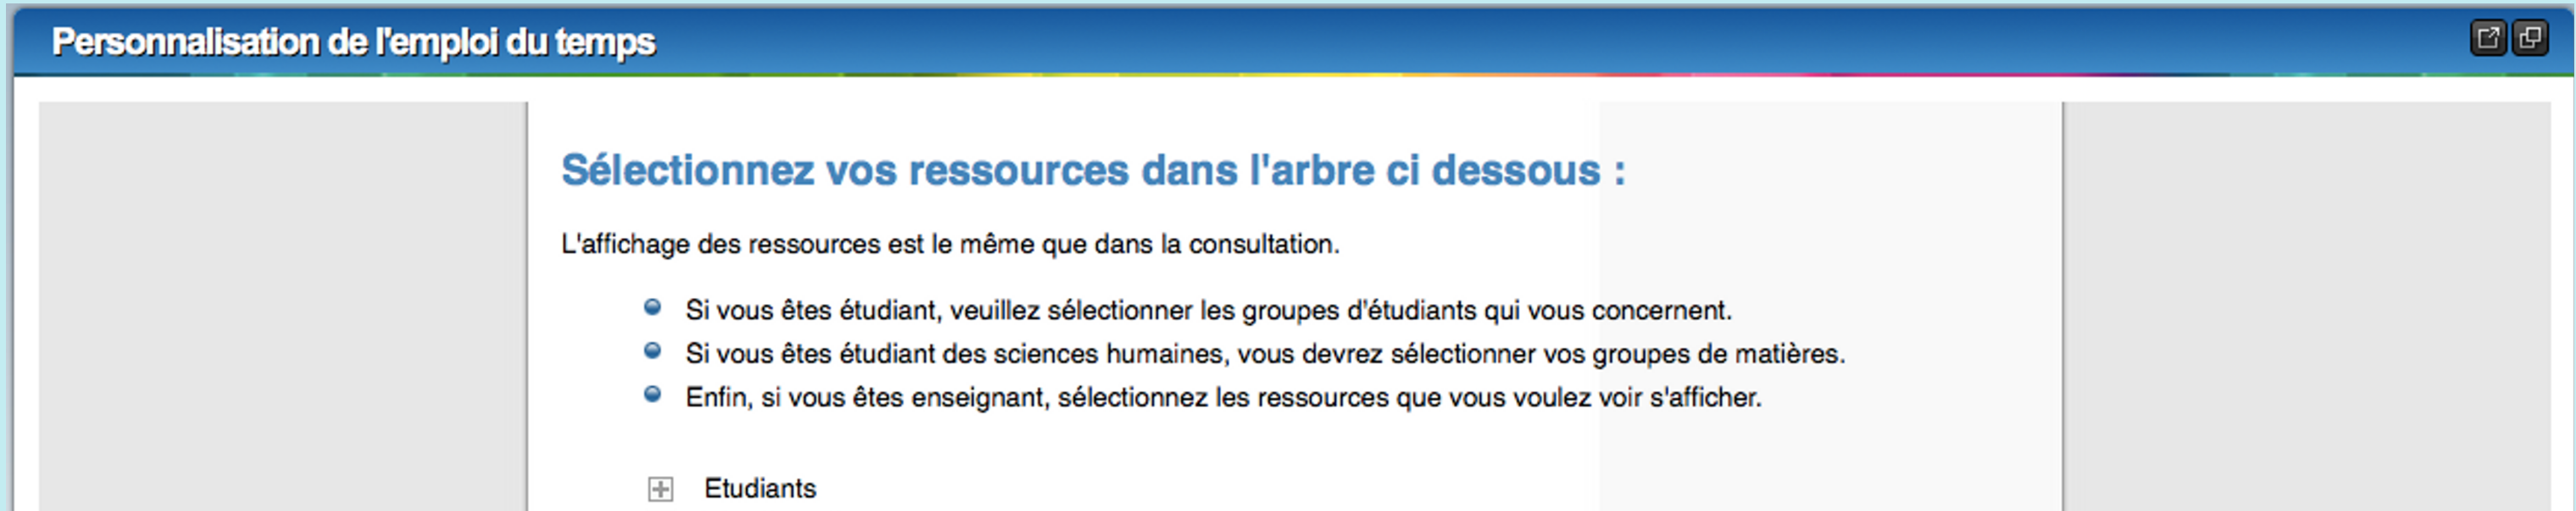 Personnalisation de l'emploi du temps
Sélectionnez vos ressources dans l'arbre ci dessous :
L'affichage des ressources est le même que dans la consultation.
Si vous êtes étudiant, veuillez sélectionner les groupes d'étudiants qui vous concernent.
Si vous êtes étudiant des sciences humaines, vous devrez sélectionner vos groupes de matières.
Enfin, si vous êtes enseignant, sélectionnez les ressources que vous voulez voir s'afficher.
Etudiants